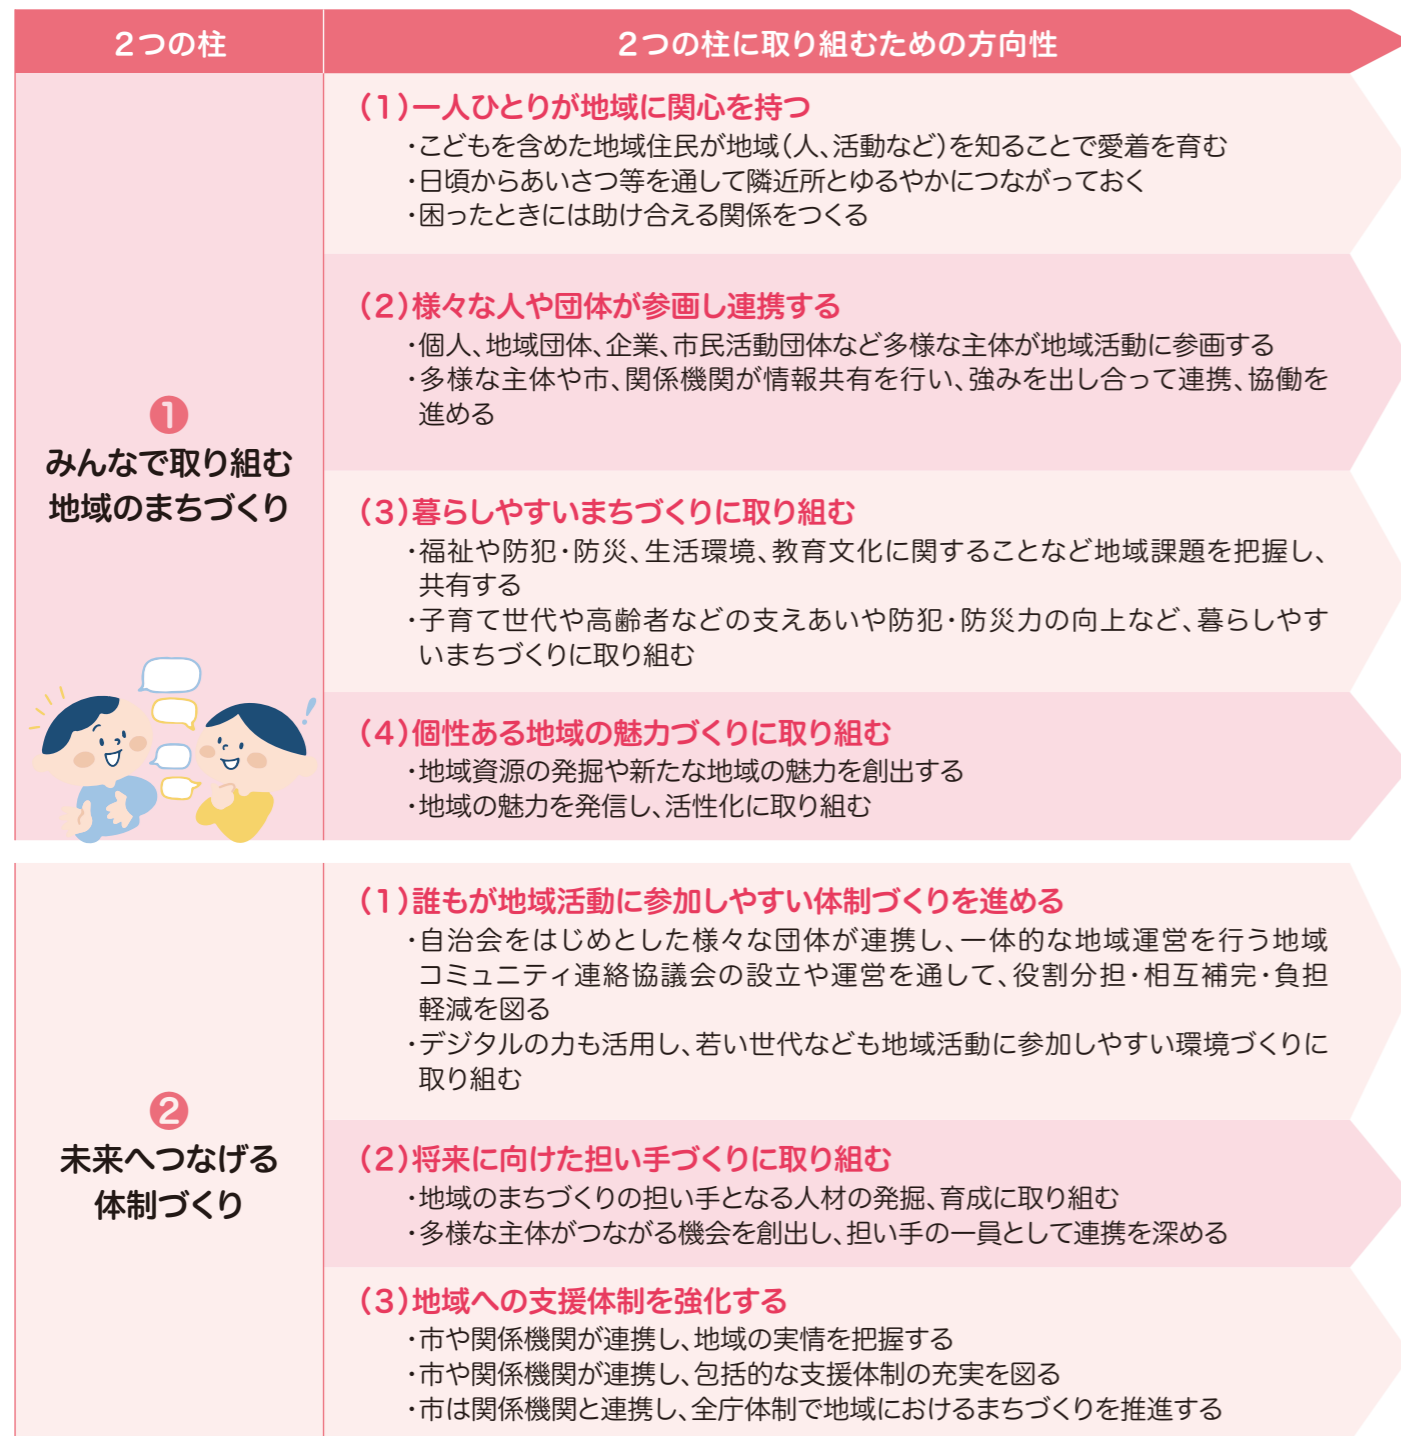 2つの柱
2つの柱に取り組むための方向性
❶
みんなで取り組む
地域のまちづくり
(1)一人ひとりが地域に関心を持つ
・こどもを含めた地域住民が地域(人、活動など)を知ることで愛着を育む
・日頃からあいさつ等を通して隣近所とゆるやかにつながっておく
・困ったときには助け合える関係をつくる
(2)様々な人や団体が参画し連携する
・個人、地域団体、企業、市民活動団体など多様な主体が地域活動に参画する
・多様な主体や市、関係機関が情報共有を行い、強みを出し合って連携、協働を
進める
(3)暮らしやすいまちづくりに取り組む
・福祉や防犯・防災、生活環境、教育文化に関することなど地域課題を把握し、
共有する
・子育て世代や高齢者などの支えあいや防犯・防災力の向上など、暮らしやす
いまちづくりに取り組む
(4)個性ある地域の魅力づくりに取り組む
・地域資源の発掘や新たな地域の魅力を創出する
・地域の魅力を発信し、活性化に取り組む
❷
未来へつなげる
体制づくり
(1)誰もが地域活動に参加しやすい体制づくりを進める
・自治会をはじめとした様々な団体が連携し、一体的な地域運営を行う地域
コミュニティ連絡協議会の設立や運営を通して、役割分担・相互補完・負担
軽減を図る
・デジタルの力も活用し、若い世代なども地域活動に参加しやすい環境づくりに
取り組む
(2)将来に向けた担い手づくりに取り組む
・地域のまちづくりの担い手となる人材の発掘、育成に取り組む
・多様な主体がつながる機会を創出し、担い手の一員として連携を深める
(3)地域への支援体制を強化する
・市や関係機関が連携し、地域の実情を把握する
・市や関係機関が連携し、包括的な支援体制の充実を図る
・市は関係機関と連携し、全庁体制で地域におけるまちづくりを推進する